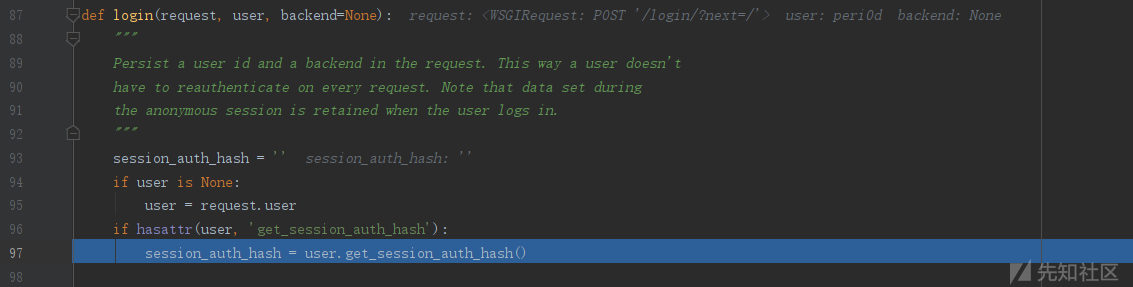 87 def login(request, user, backend=None): request: <WSGIRequest: POST '/login/?next=/'> user: peri0d backend: None
88 """
89 Persist a user id and a backend in the request. This way a user doesn't
90 have to reauthenticate on every request. Note that data set during
91 the anonymous session is retained when the user logs in.
92 """
93 session_auth_hash = '' session_auth_hash: ''
94 if user is None:
95 user = request.user
96 if hasattr(user, 'get_session_auth_hash'):
97 session_auth_hash = user.get_session_auth_hash()
98
先知社区